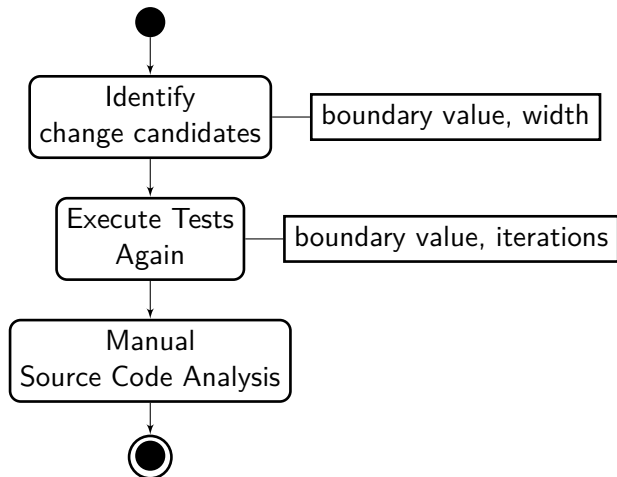 Identify
change candidates
boundary value, width
Execute Tests
Again
boundary value, iterations
Manual
Source Code Analysis